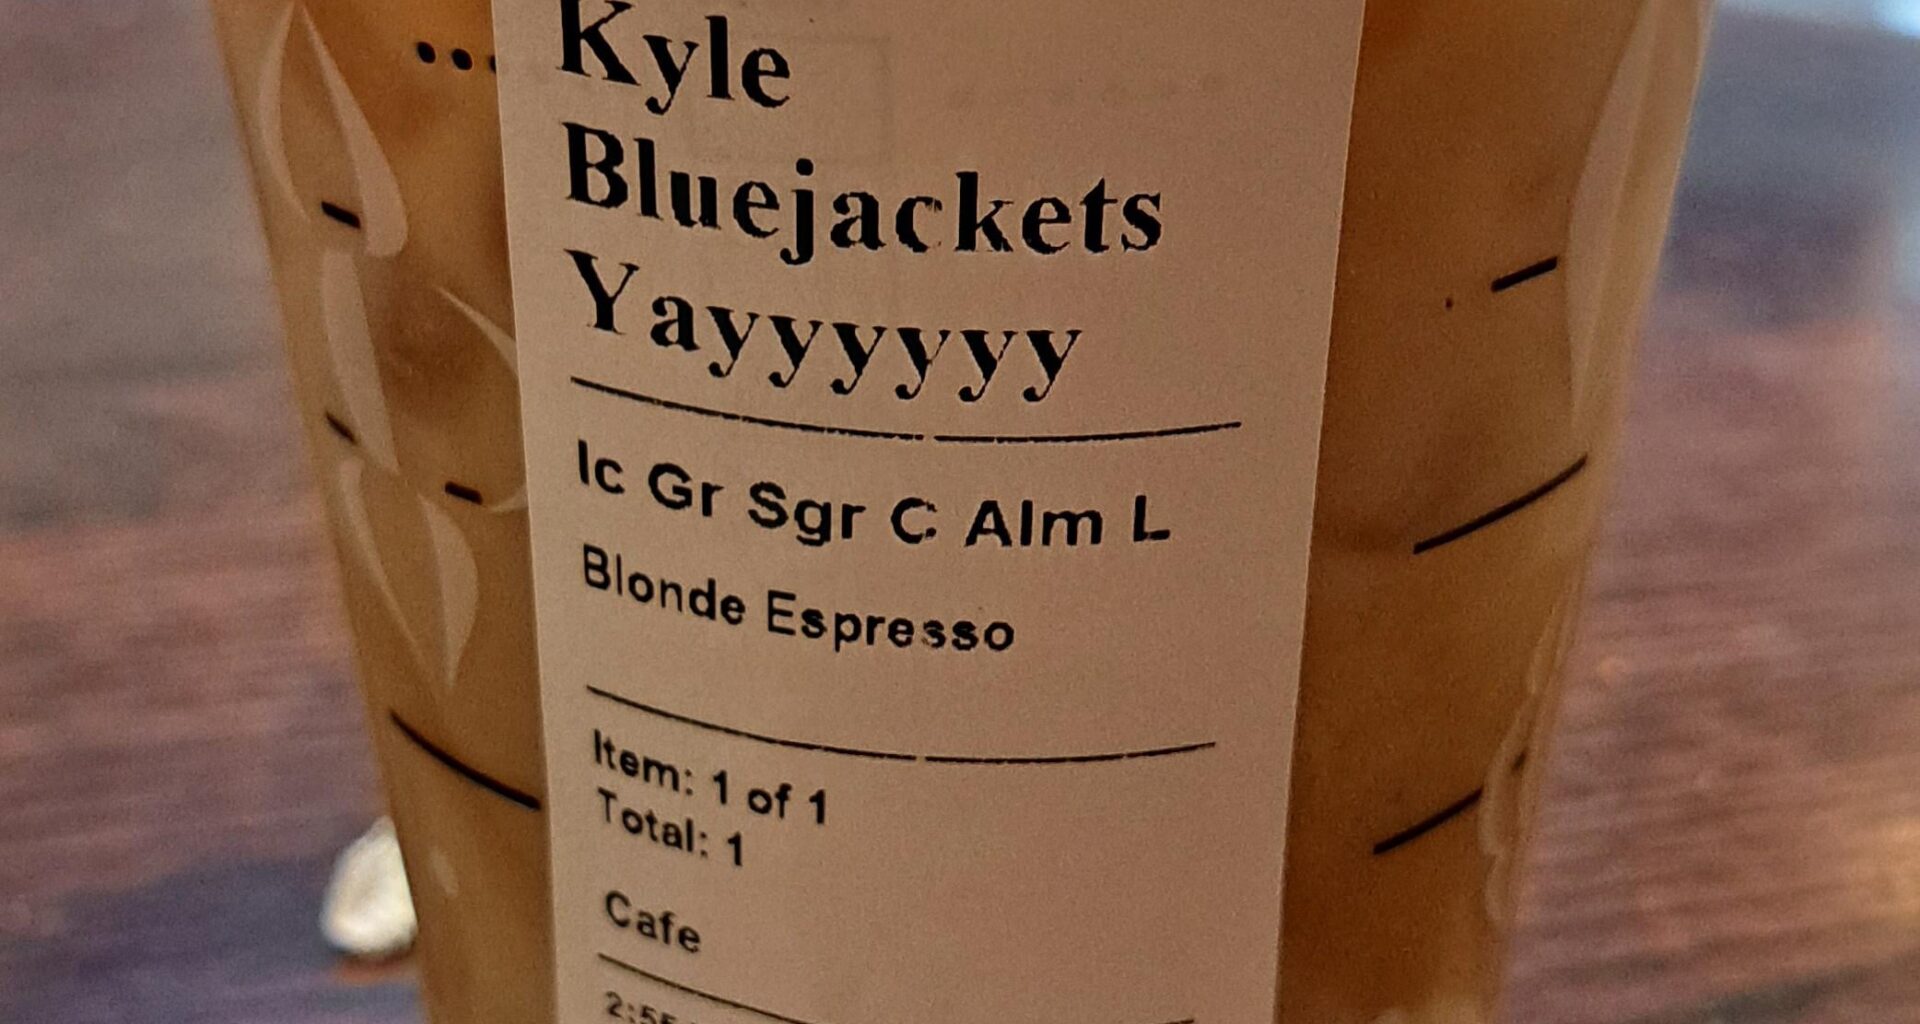 Kyle
Bluejackets
Yayyyyyy
Ic Gr Sgr C Alm L
Blonde Espresso
Item: 1 of 1
Total: 1
Cafe